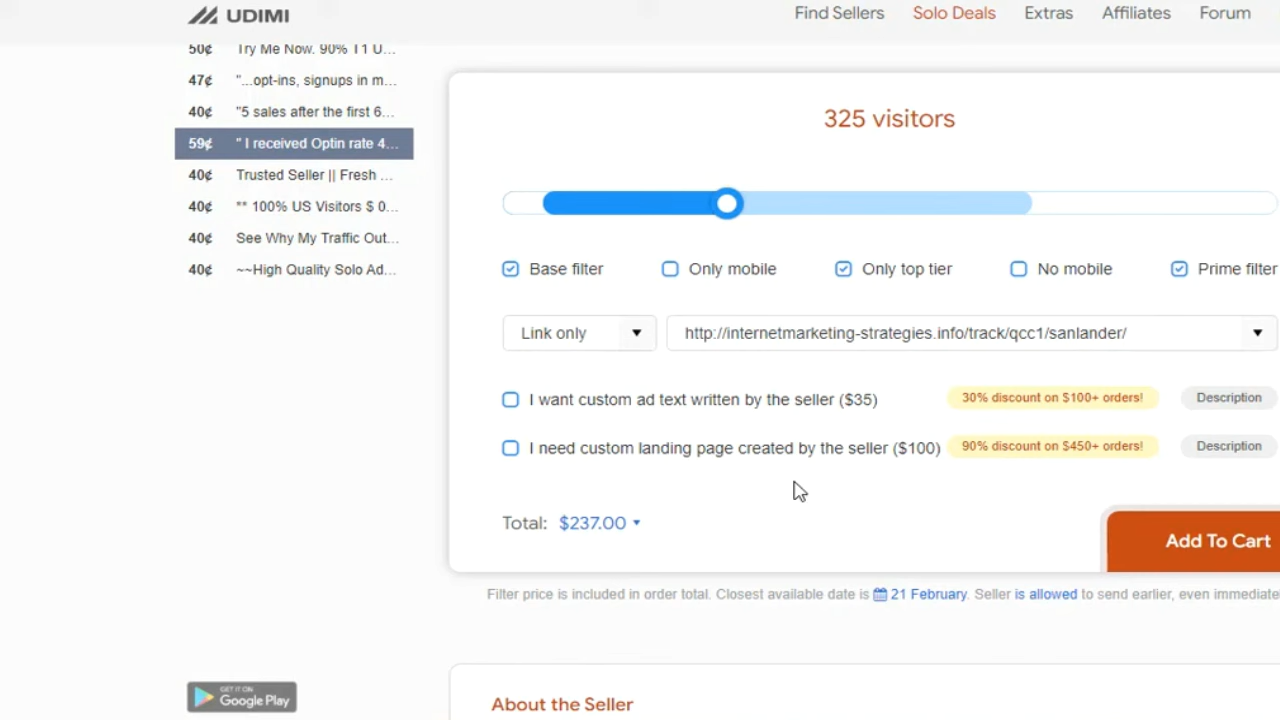 UDIMI
Find Sellers Solo Deals Extras Affiliates Forum
50¢ Try Me Now. 90% T1 U...
47¢ "...opt-ins, signups in m...
40¢ "5 sales after the first 6...
59¢ " I received Optin rate 4...
40¢ Trusted Seller || Fresh ...
40¢ ** 100% US Visitors $ 0...
40¢ See Why My Traffic Out...
40¢ ~~High Quality Solo Ad...
325 visitors
Base filter Only mobile Only top tier No mobile Prime filter
Link only http://internetmarketing-strategies.info/track/qcc1/sanlander/
I want custom ad text written by the seller ($35) 30% discount on $100+ orders! Description
I need custom landing page created by the seller ($100) 90% discount on $450+ orders! Description
Total: $237.00
Add To Cart
Filter price is included in order total. Closest available date is 21 February. Seller is allowed to send earlier, even immediate
GET IT ON
Google Play
About the Seller